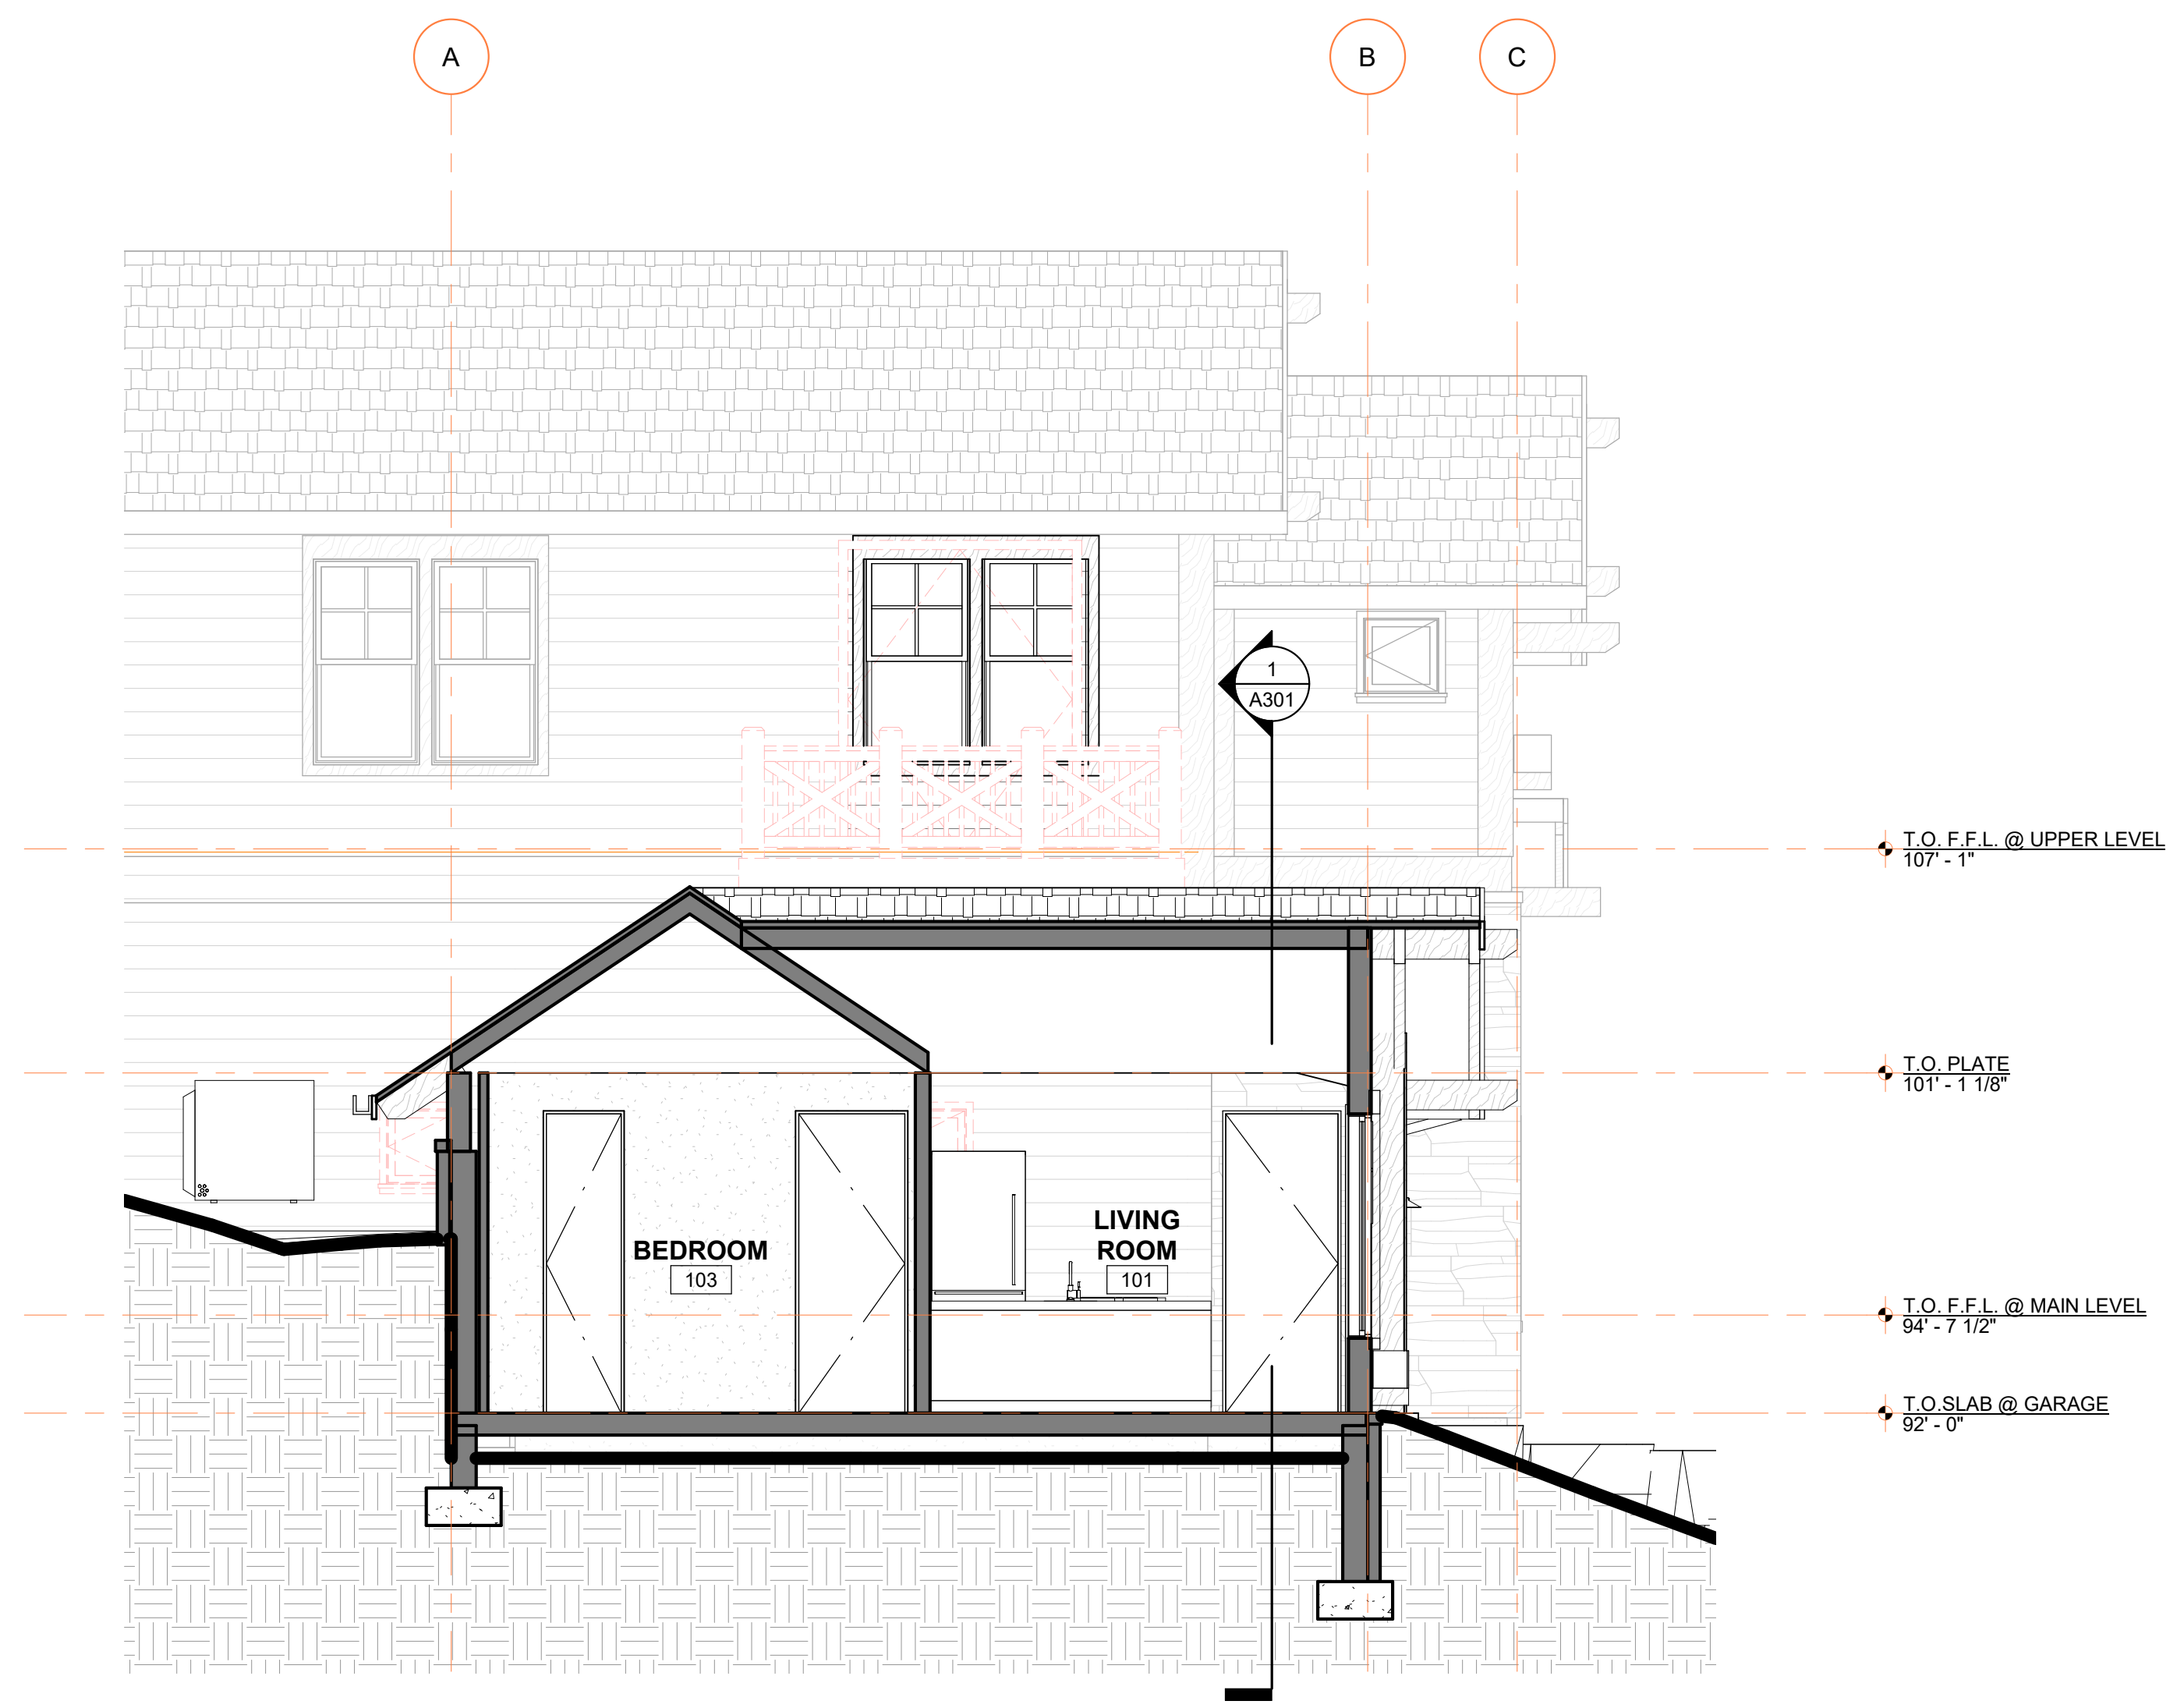 A
B
C
1
A301
T.O. F.F.L. @ UPPER LEVEL
107' - 1"
T.O. PLATE
101' - 1 1/8"
LIVING
ROOM
101
BEDROOM
103
T.O. F.F.L. @ MAIN LEVEL
94' - 7 1/2"
T.O.SLAB @ GARAGE
92' - 0"